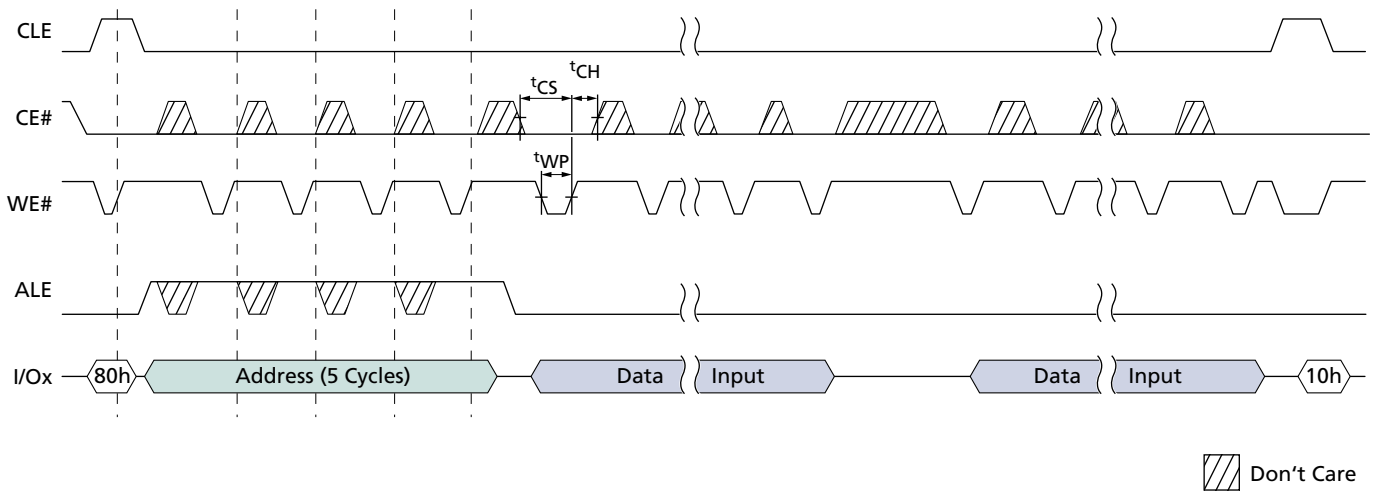 CLE
tCH
tCS
CE#
tWP
WE#
ALE
I/Ox 80h Address (5 Cycles) Data Input Data Input 10h
Don't Care